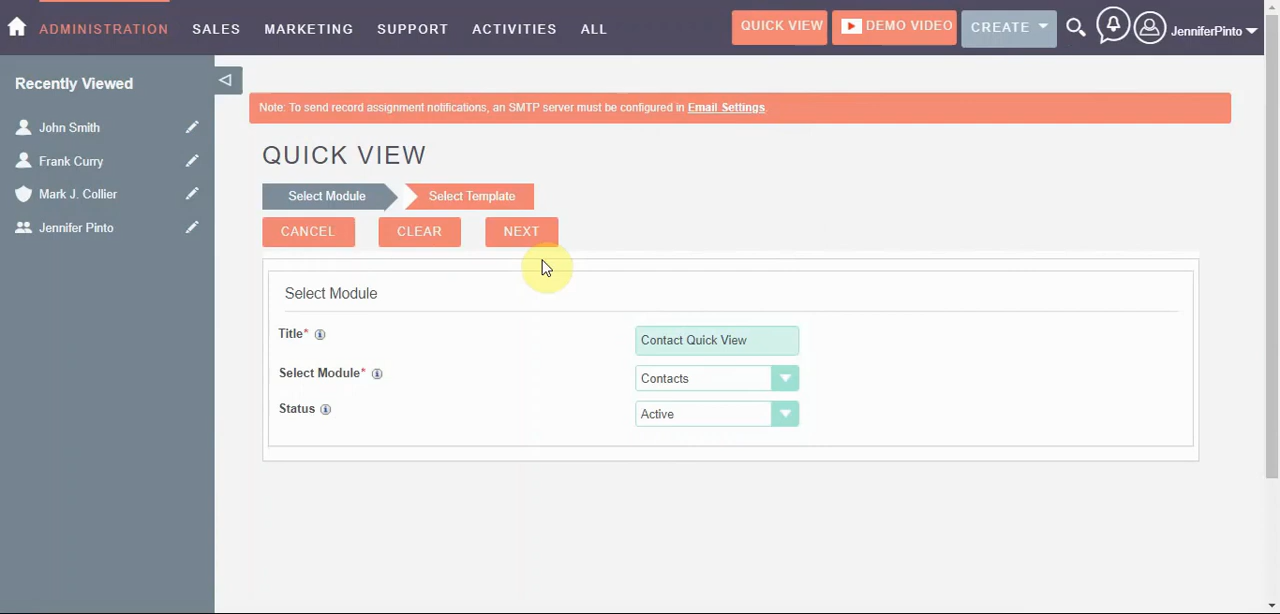 ADMINISTRATION SALES MARKETING SUPPORT ACTIVITIES ALL QUICK VIEW DEMO VIDEO CREATE JenniferPinto
Recently Viewed
John Smith
Frank Curry
Mark J. Collier
Jennifer Pinto
Note: To send record assignment notifications, an SMTP server must be configured in Email Settings.
QUICK VIEW
Select Module Select Template
CANCEL CLEAR NEXT
Select Module
Title* Contact Quick View
Select Module* Contacts
Status Active